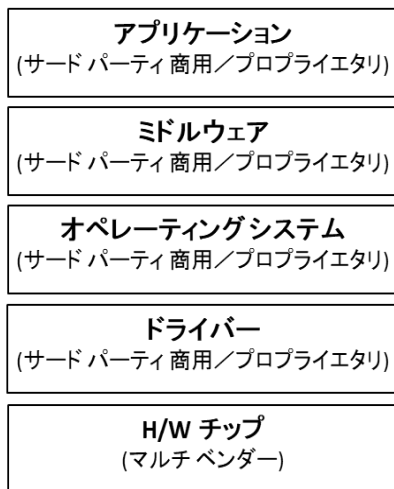 アプリケーション
(サード パーティ商用／プロプライエタリ)
ミドルウェア
(サード パーティ商用／プロプライエタリ)
オペレーティングシステム
(サード パーティ商用／プロプライエタリ)
ドライバー
(サード パーティ商用／プロプライエタリ)
H/W チップ
(マルチ ベンダー)